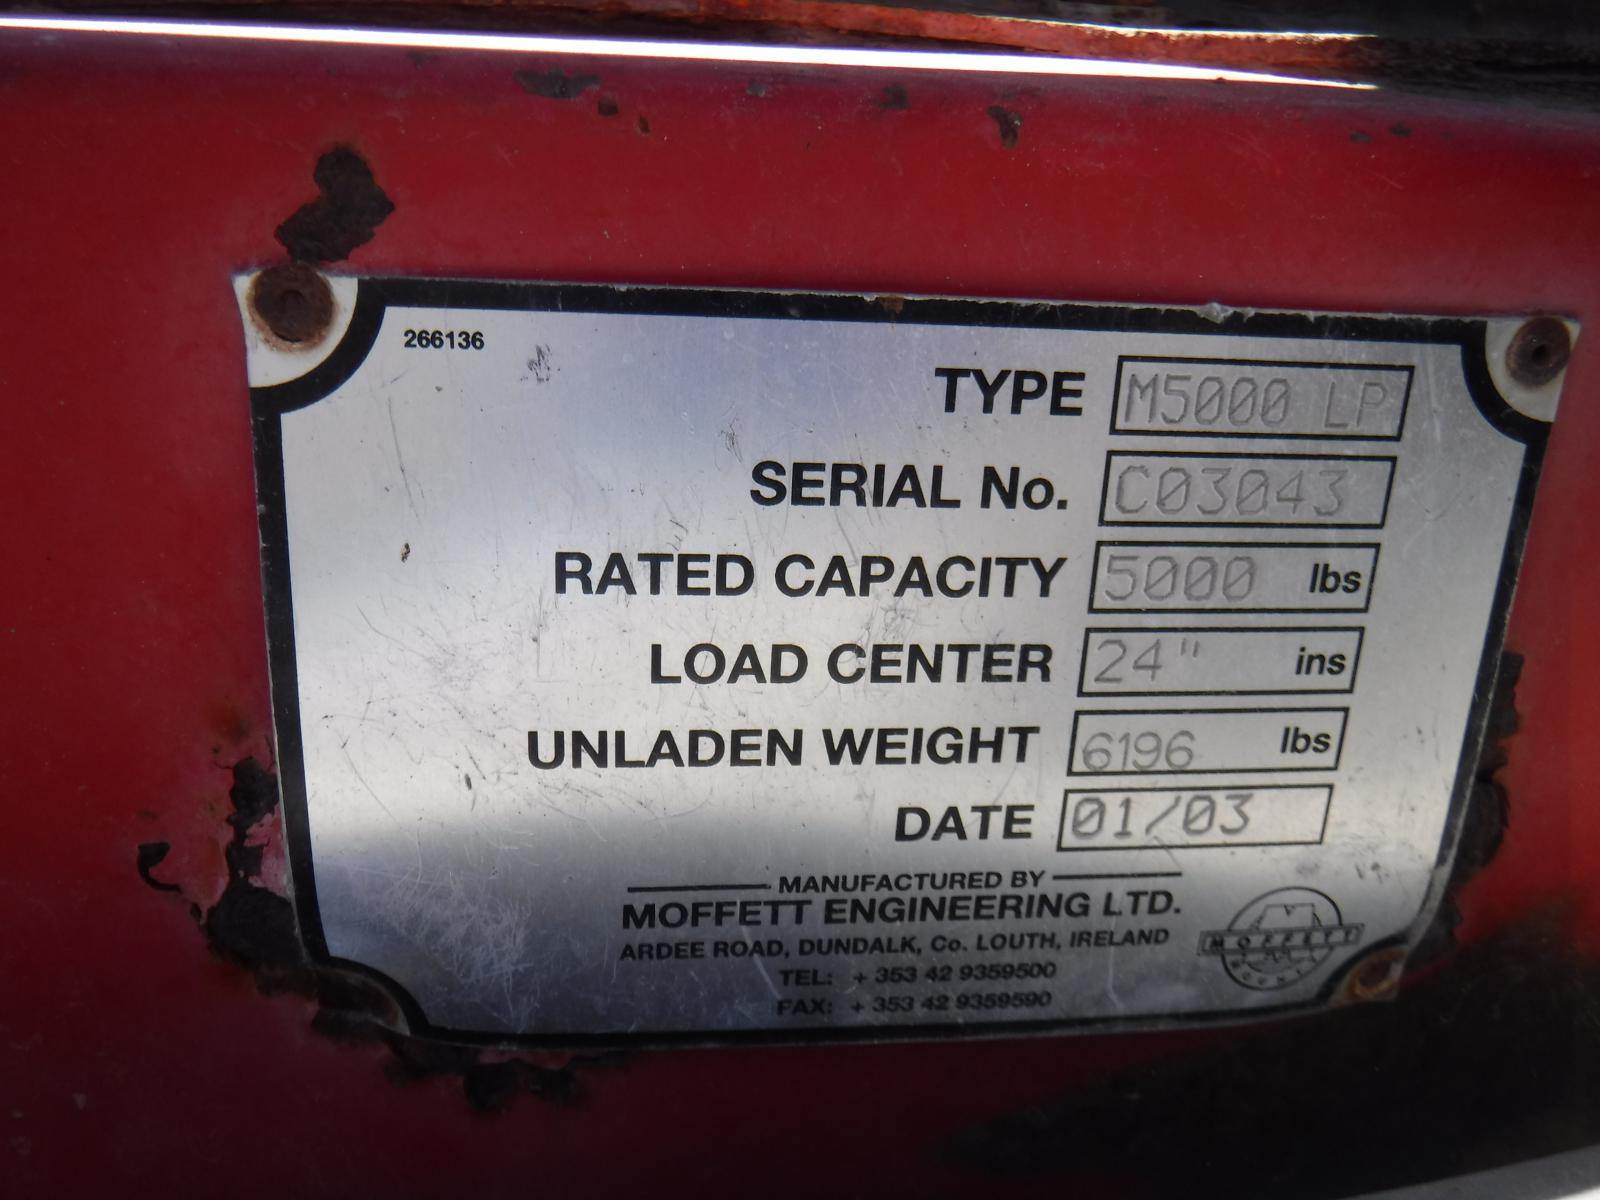 266136
TYPE M5000 LP
SERIAL No. C03043
RATED CAPACITY 5000 lbs
LOAD CENTER 24" ins
UNLADEN WEIGHT 6196 lbs
DATE 01/03
MANUFACTURED BY
MOFFETT ENGINEERING LTD.
ARDEE ROAD, DUNDALK, Co. LOUTH, IRELAND
TEL: + 353 42 9359500
FAX: + 353 42 9359590
MOFFETT
MOUNTY